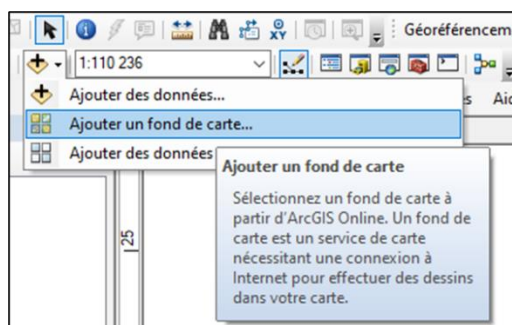 Géoréférencem
1:110 236
Ajouter des données...
Ajouter un fond de carte...
Ajouter des données
Ajouter un fond de carte
Sélectionnez un fond de carte à
partir d'ArcGIS Online. Un fond de
carte est un service de carte
nécessitant une connexion à
Internet pour effectuer des dessins
dans votre carte.
25